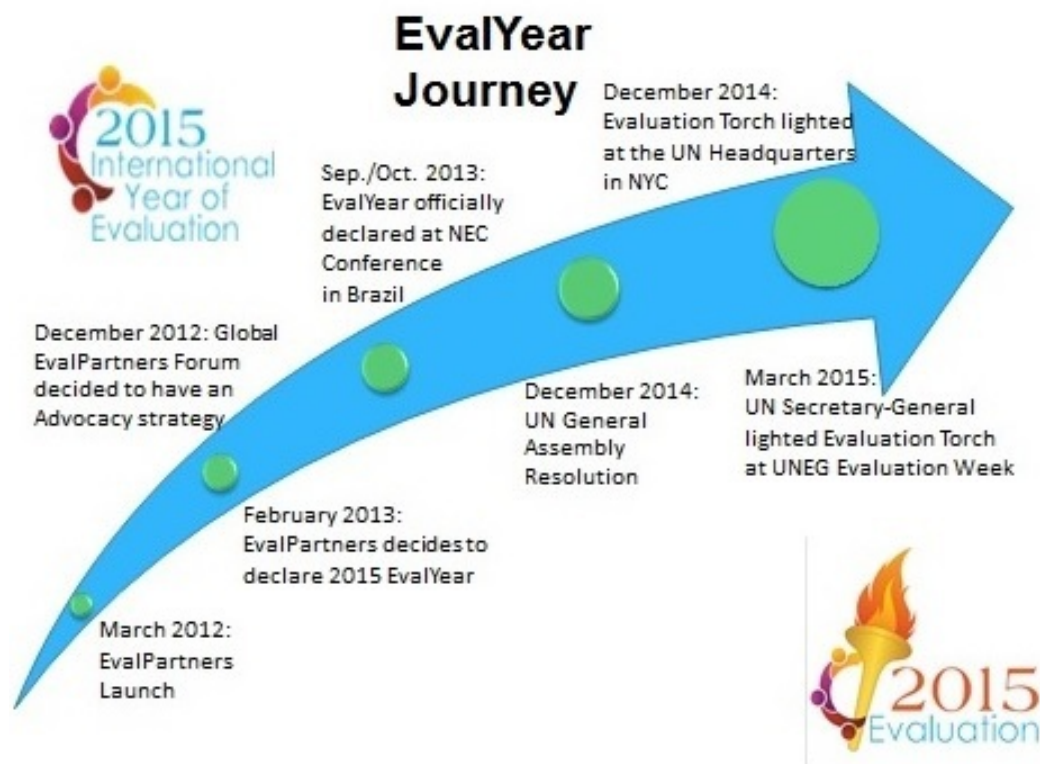 EvalYear
Journey
2015
International
Year of
Evaluation
December 2014:
Evaluation Torch lighted
at the UN Headquarters
in NYC
Sep./Oct. 2013:
EvalYear officially
declared at NEC
Conference
in Brazil
December 2012: Global
EvalPartners Forum
decided to have an
Advocacy strategy
December 2014:
UN General
Assembly
Resolution
March 2015:
UN Secretary-General
lighted Evaluation Torch
at UNEG Evaluation Week
February 2013:
EvalPartners decides to
declare 2015 EvalYear
March 2012:
EvalPartners
Launch
2015
Evaluation